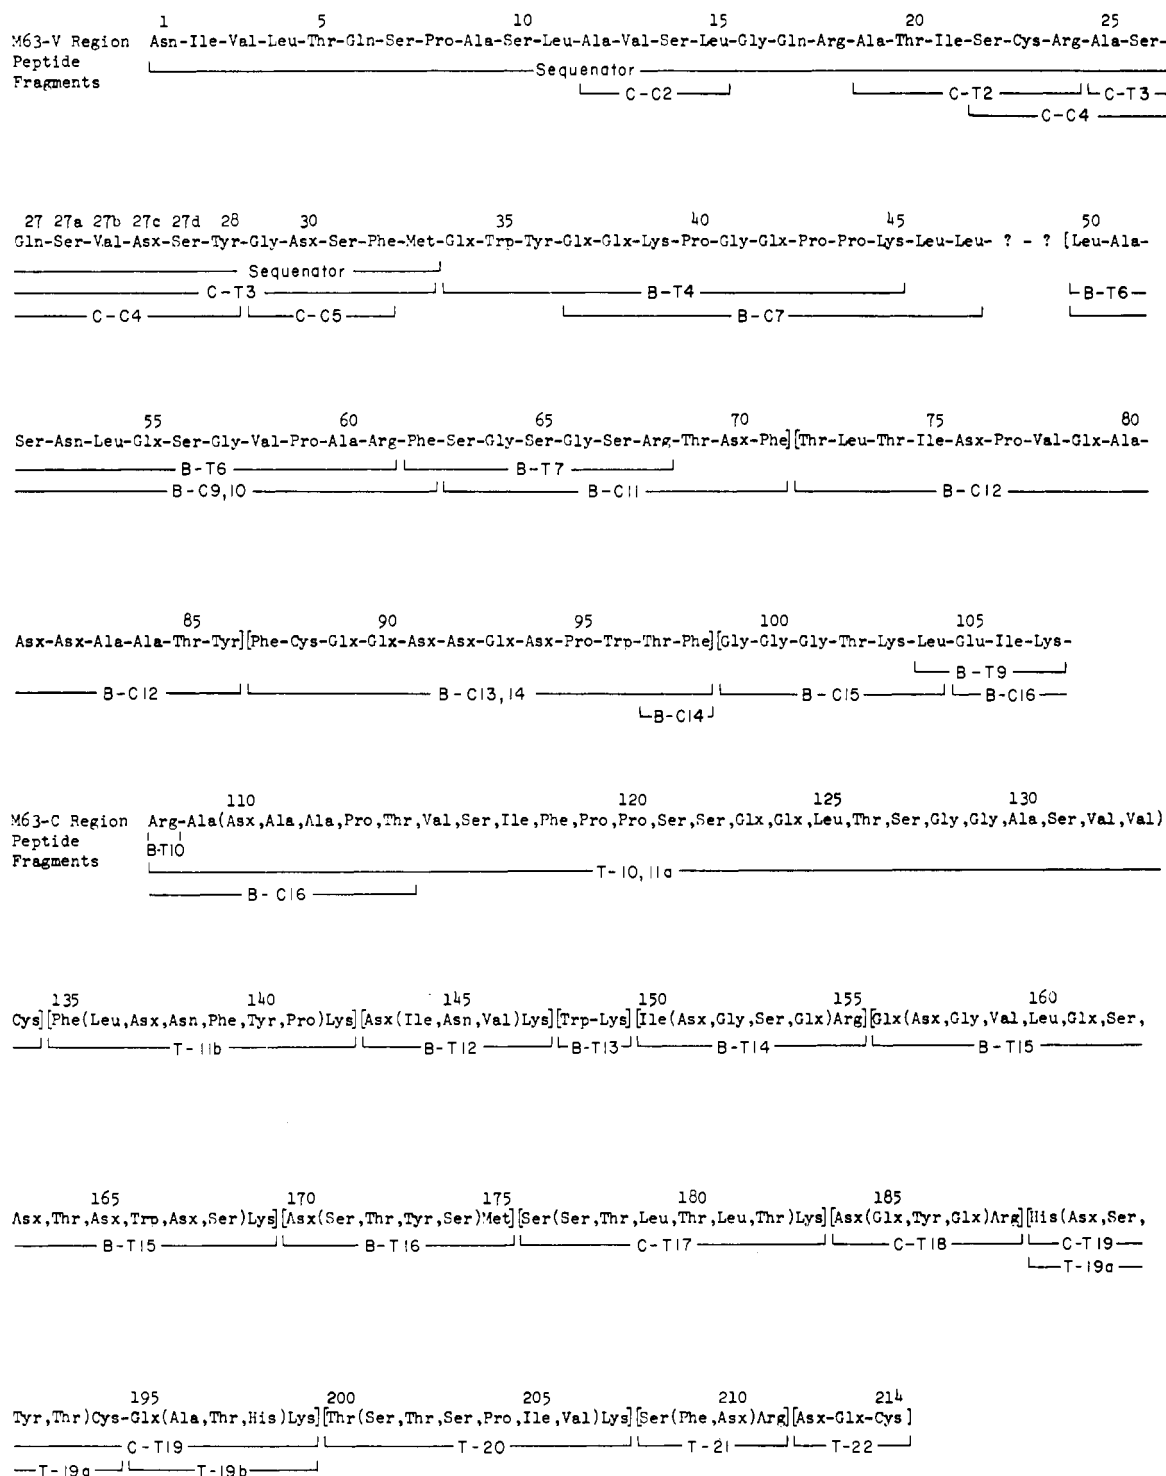 1 5 10 15 20 25
M63-V Region Asn-Ile-Val-Leu-Thr-Gln-Ser-Pro-Ala-Ser-Leu-Ala-Val-Ser-Leu-Gly-Gln-Arg-Ala-Thr-Ile-Ser-Cys-Arg-Ala-Ser-
Peptide
Fragments
Sequenator
C-C2 C-T2 C-T3
C-C4
27 27a 27b 27c 27d 28 30 35 40 45 50
Gln-Ser-Val-Asx-Ser-Tyr-Gly-Asx-Ser-Phe-Met-Glx-Trp-Tyr-Glx-Glx-Lys-Pro-Gly-Glx-Pro-Pro-Lys-Leu-Leu- ? - ? [Leu-Ala-
Sequenator
C-T3 B-T4 B-T6
C-C4 C-C5 B-C7
55 60 65 70 75 80
Ser-Asn-Leu-Glx-Ser-Gly-Val-Pro-Ala-Arg-Phe-Ser-Gly-Ser-Gly-Ser-Arg-Thr-Asx-Phe][Thr-Leu-Thr-Ile-Asx-Pro-Val-Glx-Ala-
B-T6 B-T7
B-C9,10 B-C11 B-C12
85 90 95 100 105
Asx-Asx-Ala-Ala-Thr-Tyr][Phe-Cys-Glx-Glx-Asx-Asx-Glx-Asx-Pro-Trp-Thr-Phe][Gly-Gly-Gly-Thr-Lys-Leu-Glu-Ile-Lys-
B-T9
B-C12 B-C13,14 B-C15 B-C16
B-C14
110 120 125 130
M63-C Region Arg-Ala(Asx,Ala,Ala,Pro,Thr,Val,Ser,Ile,Phe,Pro,Pro,Ser,Ser,Glx,Glx,Leu,Thr,Ser,Gly,Gly,Ala,Ser,Val,Val)
Peptide
Fragments
B-T10
T-10,11a
B-C16
135 140 145 150 155 160
Cys][Phe(Leu,Asx,Asn,Phe,Tyr,Pro)Lys][Asx(Ile,Asn,Val)Lys][Trp-Lys][Ile(Asx,Gly,Ser,Glx)Arg][Glx(Asx,Gly,Val,Leu,Glx,Ser,
T-11b B-T12 B-T13 B-T14 B-T15
165 170 175 180 185
Asx,Thr,Asx,Trp,Asx,Ser)Lys][Asx(Ser,Thr,Tyr,Ser)Met][Ser(Ser,Thr,Leu,Thr,Leu,Thr)Lys][Asx(Glx,Tyr,Glx)Arg][His(Asx,Ser,
B-T15 B-T16 C-T17 C-T18 C-T19
T-19a
195 200 205 210 214
Tyr,Thr)Cys-Glx(Ala,Thr,His)Lys][Thr(Ser,Thr,Ser,Pro,Ile,Val)Lys][Ser(Phe,Asx)Arg][Asx-Glx-Cys]
C-T19 T-20 T-21 T-22
T-19a T-19b